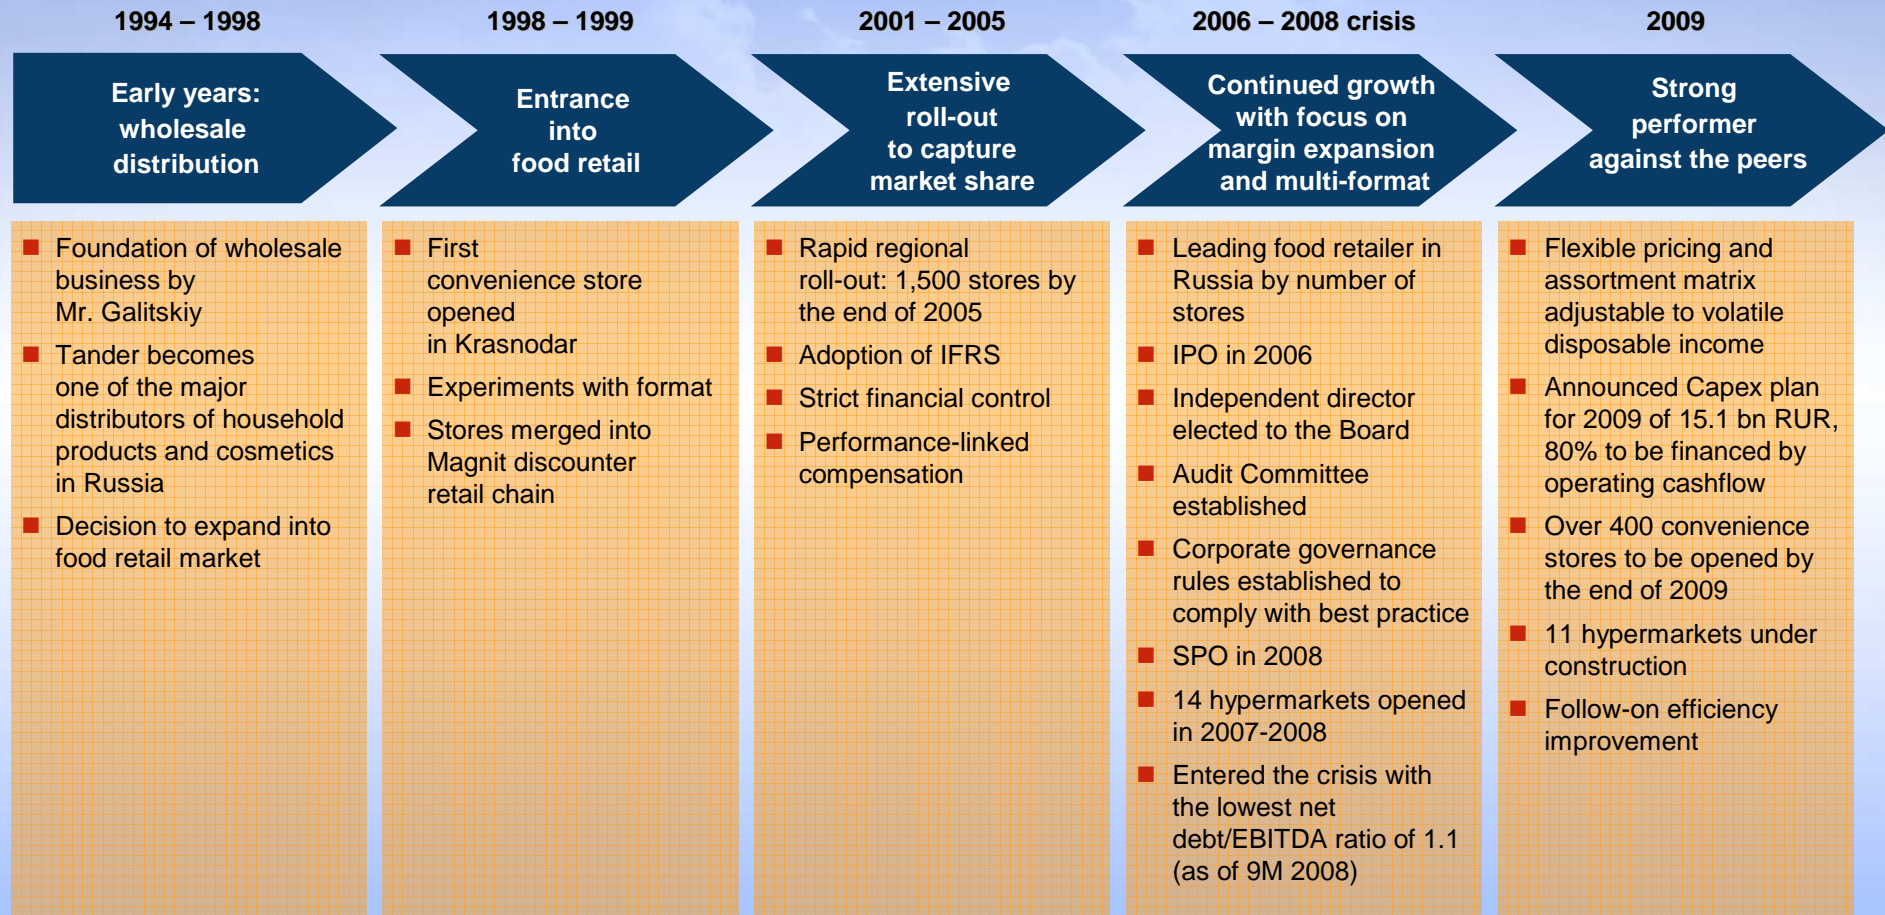 1994 – 1998
Early years:
wholesale
distribution
Foundation of wholesale
business by
Mr. Galitskiy
Tander becomes
one of the major
distributors of household
products and cosmetics
in Russia
Decision to expand into
food retail market
1998 – 1999
Entrance
into
food retail
First
convenience store
opened
in Krasnodar
Experiments with format
Stores merged into
Magnit discounter
retail chain
2001 – 2005
Extensive
roll-out
to capture
market share
Rapid regional
roll-out: 1,500 stores by
the end of 2005
Adoption of IFRS
Strict financial control
Performance-linked
compensation
2006 – 2008 crisis
Continued growth
with focus on
margin expansion
and multi-format
Leading food retailer in
Russia by number of
stores
IPO in 2006
Independent director
elected to the Board
Audit Committee
established
Corporate governance
rules established to
comply with best practice
SPO in 2008
14 hypermarkets opened
in 2007-2008
Entered the crisis with
the lowest net
debt/EBITDA ratio of 1.1
(as of 9M 2008)
2009
Strong
performer
against the peers
Flexible pricing and
assortment matrix
adjustable to volatile
disposable income
Announced Capex plan
for 2009 of 15.1 bn RUR,
80% to be financed by
operating cashflow
Over 400 convenience
stores to be opened by
the end of 2009
11 hypermarkets under
construction
Follow-on efficiency
improvement